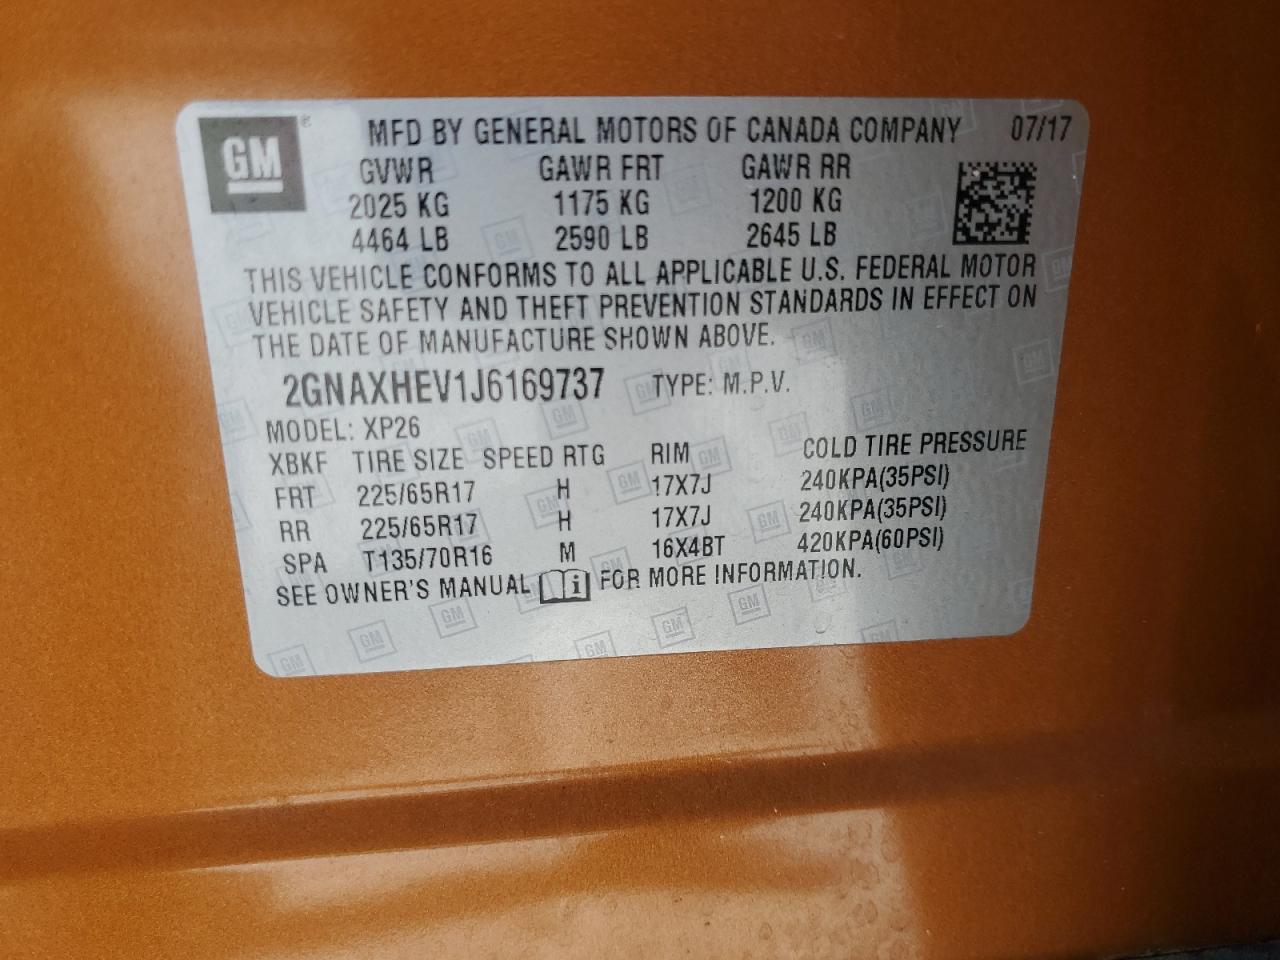 GM® MFD BY GENERAL MOTORS OF CANADA COMPANY 07/17
GVWR GAWR FRT GAWR RR
2025 KG 1175 KG 1200 KG
4464 LB 2590 LB 2645 LB
THIS VEHICLE CONFORMS TO ALL APPLICABLE U.S. FEDERAL MOTOR
VEHICLE SAFETY AND THEFT PREVENTION STANDARDS IN EFFECT ON
THE DATE OF MANUFACTURE SHOWN ABOVE.
2GNAXHEV1J6169737 TYPE: M.P.V.
MODEL: XP26
XBKF TIRE SIZE SPEED RTG RIM COLD TIRE PRESSURE
FRT 225/65R17 H 17X7J 240KPA(35PSI)
RR 225/65R17 H 17X7J 240KPA(35PSI)
SPA T135/70R16 M 16X4BT 420KPA(60PSI)
SEE OWNER'S MANUAL i FOR MORE INFORMATION.